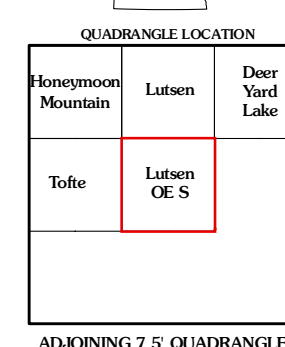 QUADRANGLE LOCATION
Honeymoon
Mountain
Lutsen
Deer
Yard
Lake
Tofte
Lutsen
OE S
ADJOINING 7.5' QUADRANGLE